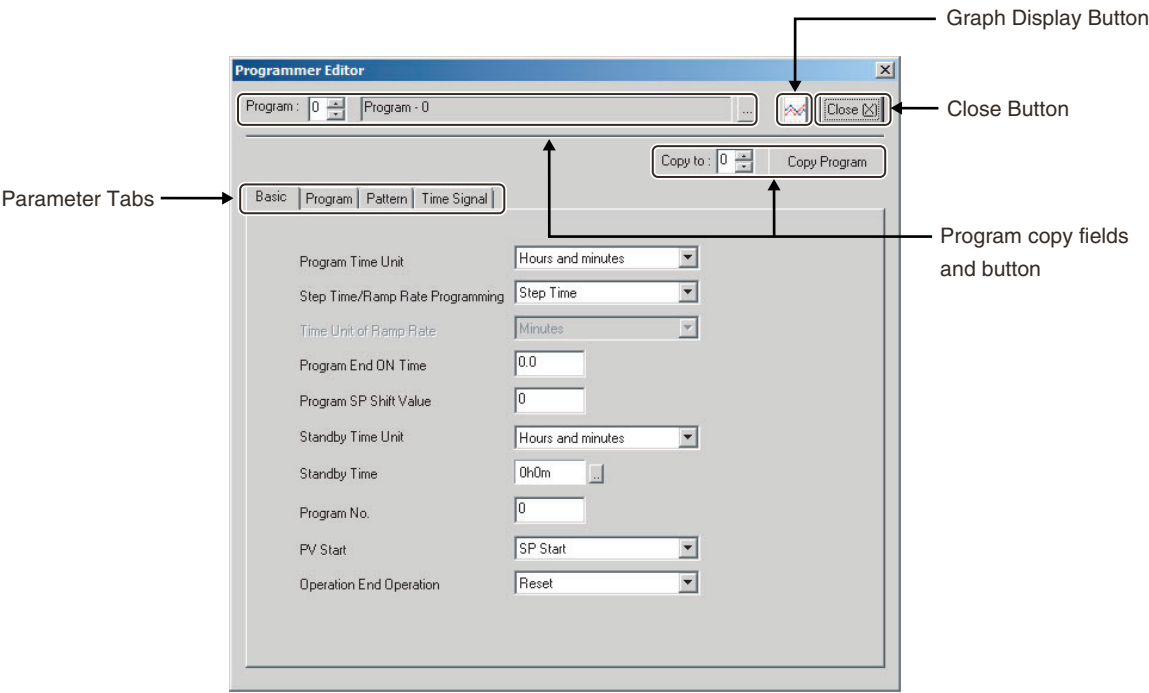 Graph Display Button
Programmer Editor
Program : 0 Program - 0 ... Close (X)
Close Button
Copy to : 0 Copy Program
Parameter Tabs
Basic Program Pattern Time Signal
Program copy fields
and button
Program Time Unit Hours and minutes
Step Time/Ramp Rate Programming Step Time
Time Unit of Ramp Rate Minutes
Program End ON Time 0.0
Program SP Shift Value 0
Standby Time Unit Hours and minutes
Standby Time 0h0m ..
Program No. 0
PV Start SP Start
Operation End Operation Reset